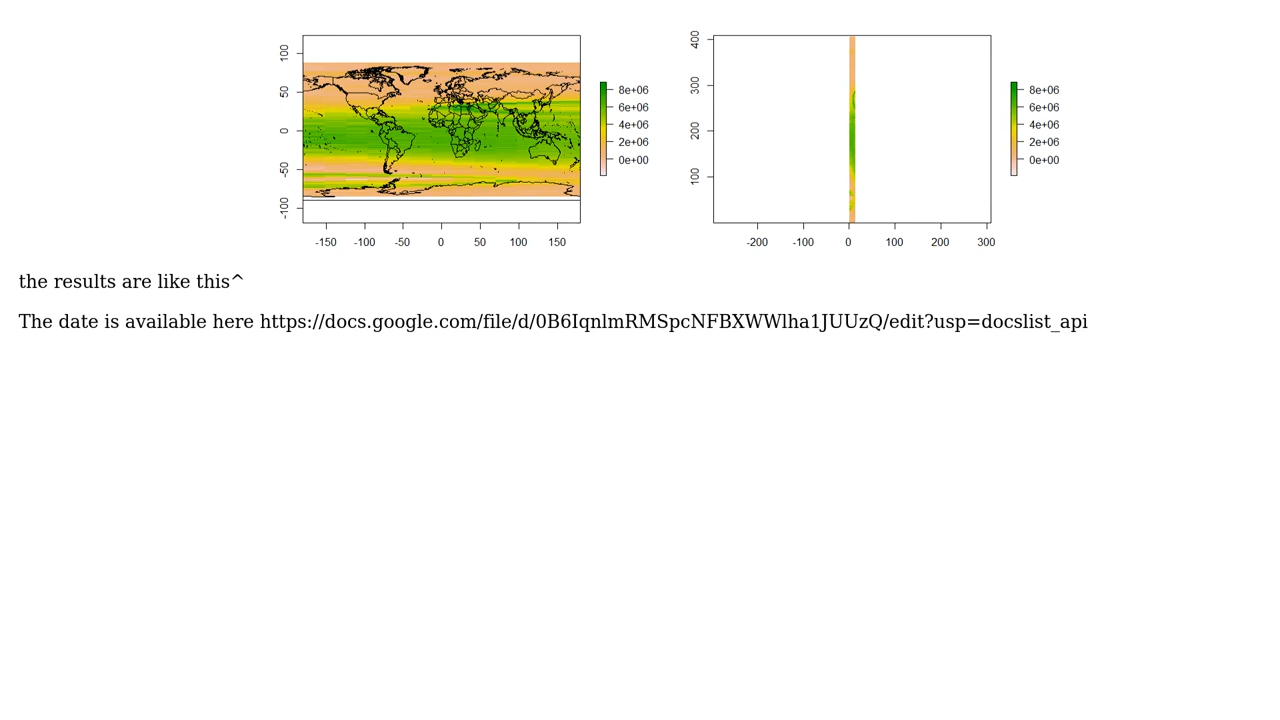 100
50
0
-50
-100
-150 -100 -50 0 50 100 150
8e+06
6e+06
4e+06
2e+06
0e+00
400
300
200
100
-200 -100 0 100 200 300
8e+06
6e+06
4e+06
2e+06
0e+00
the results are like this^
The date is available here https://docs.google.com/file/d/0B6IqnlmRMSpcNFBXWWlha1JUUzQ/edit?usp=docslist_api